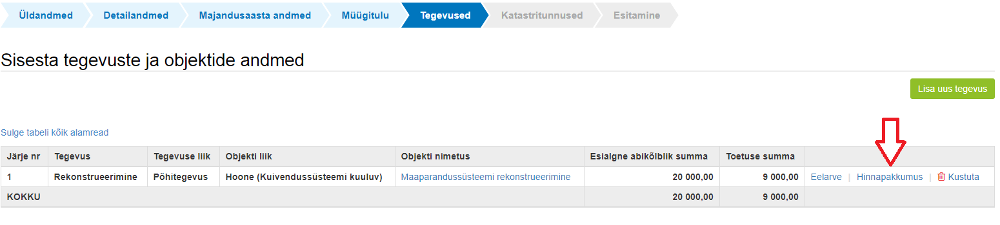 Üldandmed Detailandmed Majandusaasta andmed Müügitulu Tegevused Katastritunnused Esitamine
Sisesta tegevuste ja objektide andmed
Lisa uus tegevus
Sulge tabeli kõik alamread
Järje nr Tegevus Tegevuse liik Objekti liik Objekti nimetus Esialgne abikõlblik summa Toetuse summa
1 Rekonstrueerimine Põhitegevus Hoone (Kuivendussüsteemi kuuluv) Maaparandussüsteemi rekonstrueerimine 20 000,00 9 000,00 Eelarve | Hinnapakkumus | Kustuta
KOKKU 20 000,00 9 000,00